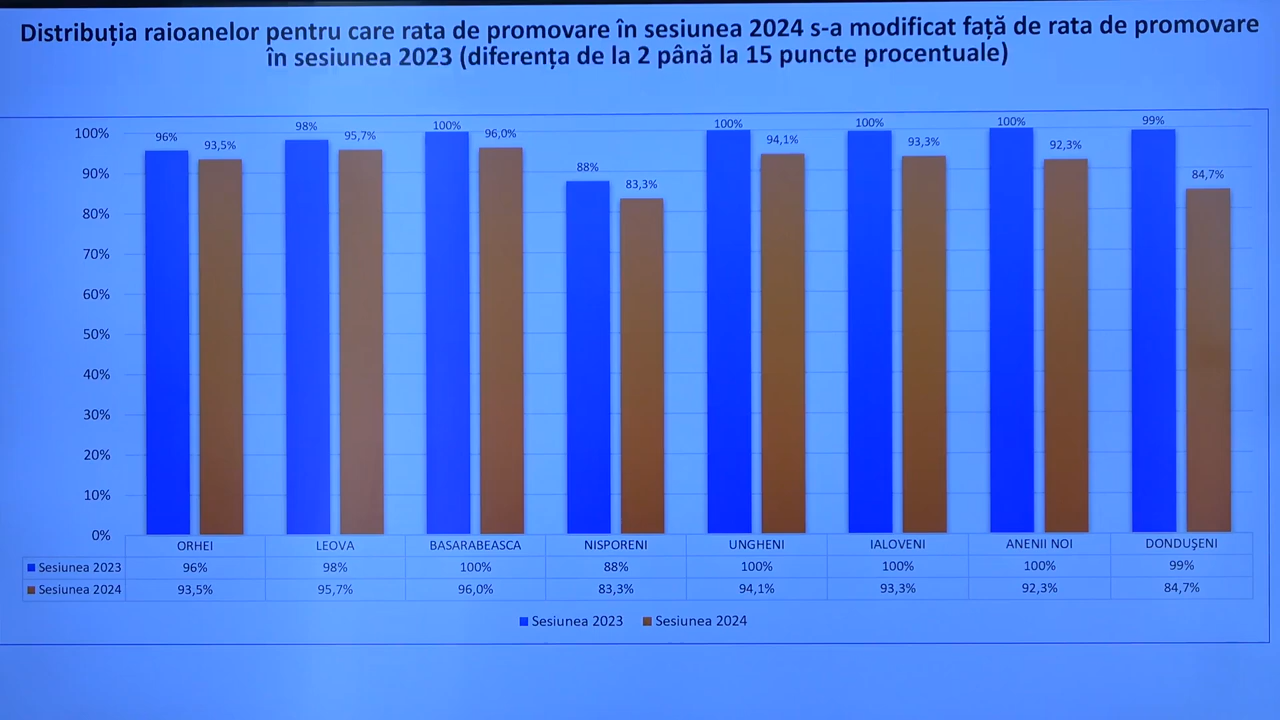 Distribuția raioanelor pentru care rata de promovare în sesiunea 2024 s-a modificat față de rata de promovare
în sesiunea 2023 (diferența de la 2 până la 15 puncte procentuale)
100%
90%
80%
70%
60%
50%
40%
30%
20%
10%
0%
96% 93,5% 98% 95,7% 100% 96,0% 88% 83,3% 100% 94,1% 100% 93,3% 100% 92,3% 99% 84,7%
ORHEI LEOVA BASARABEASCA NISPORENI UNGHENI IALOVENI ANENII NOI DONDUȘENI
Sesiunea 2023 96% 98% 100% 88% 100% 100% 100% 99%
Sesiunea 2024 93,5% 95,7% 96,0% 83,3% 94,1% 93,3% 92,3% 84,7%
Sesiunea 2023 Sesiunea 2024